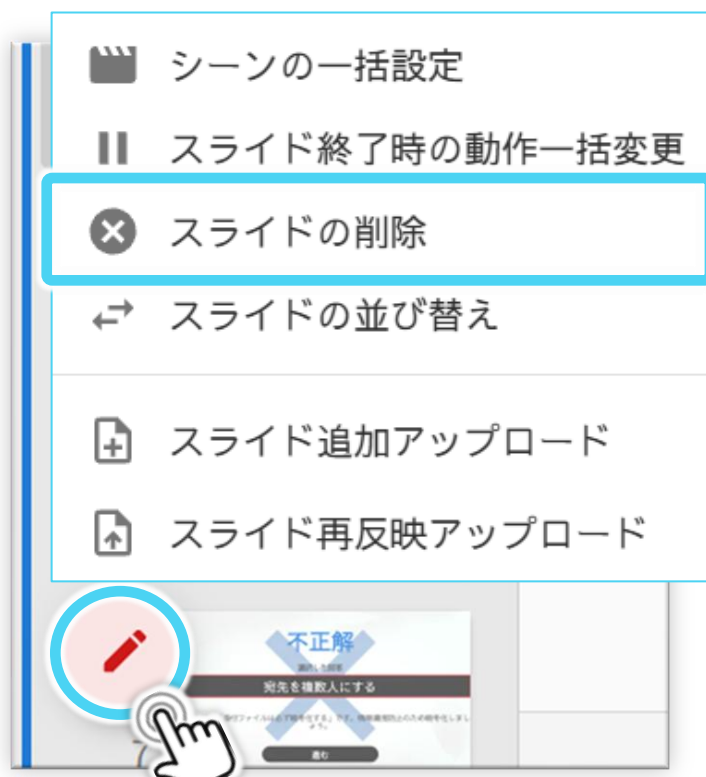 シーンの一括設定
スライド終了時の動作一括変更
スライドの削除
スライドの並び替え
スライド追加アップロード
スライド再反映アップロード
不正解
宛先を複数人にする
進む